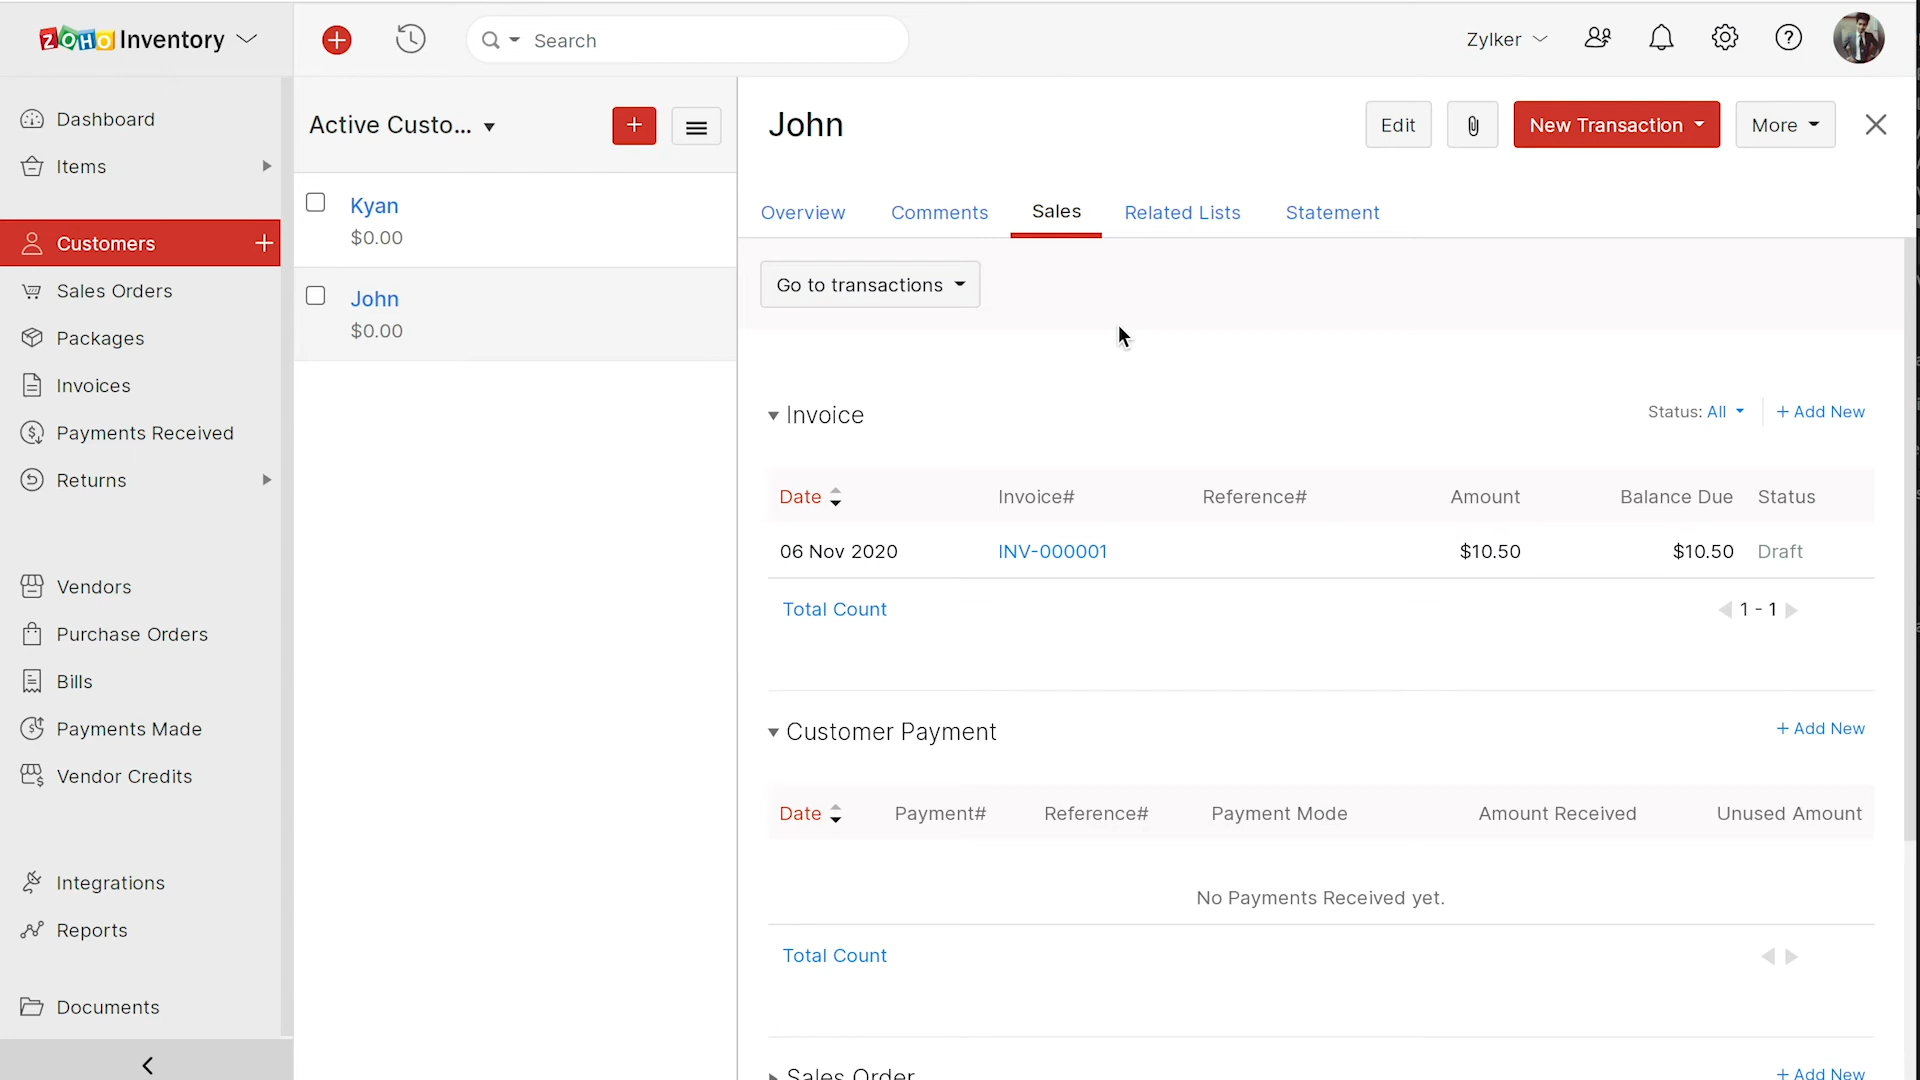 ZOHO Inventory
Search
Zylker
Dashboard
Items
Customers
Sales Orders
Packages
Invoices
Payments Received
Returns
Vendors
Purchase Orders
Bills
Payments Made
Vendor Credits
Integrations
Reports
Documents
Active Custo...
Kyan
$0.00
John
$0.00
John
Edit
New Transaction
More
Overview Comments Sales Related Lists Statement
Go to transactions
Invoice
Status: All
+ Add New
Date Invoice# Reference# Amount Balance Due Status
06 Nov 2020 INV-000001 $10.50 $10.50 Draft
Total Count
1 - 1
Customer Payment
+ Add New
Date Payment# Reference# Payment Mode Amount Received Unused Amount
No Payments Received yet.
Total Count
Sales Order
+ Add New